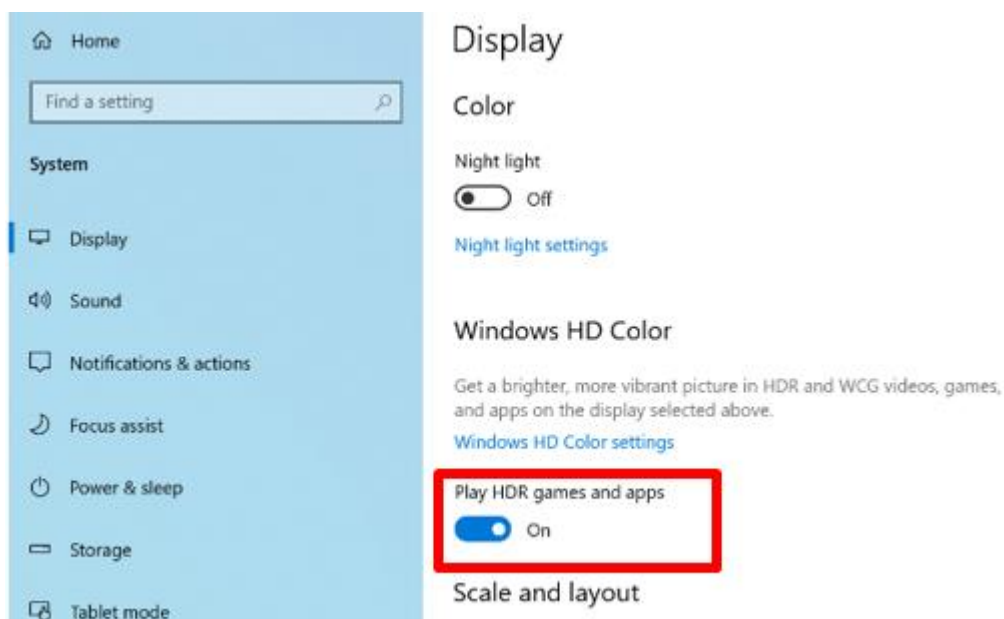 Home
Find a setting
System
Display
Sound
Notifications & actions
Focus assist
Power & sleep
Storage
Tablet mode
Display
Color
Night light
Off
Night light settings
Windows HD Color
Get a brighter, more vibrant picture in HDR and WCG videos, games,
and apps on the display selected above.
Windows HD Color settings
Play HDR games and apps
On
Scale and layout